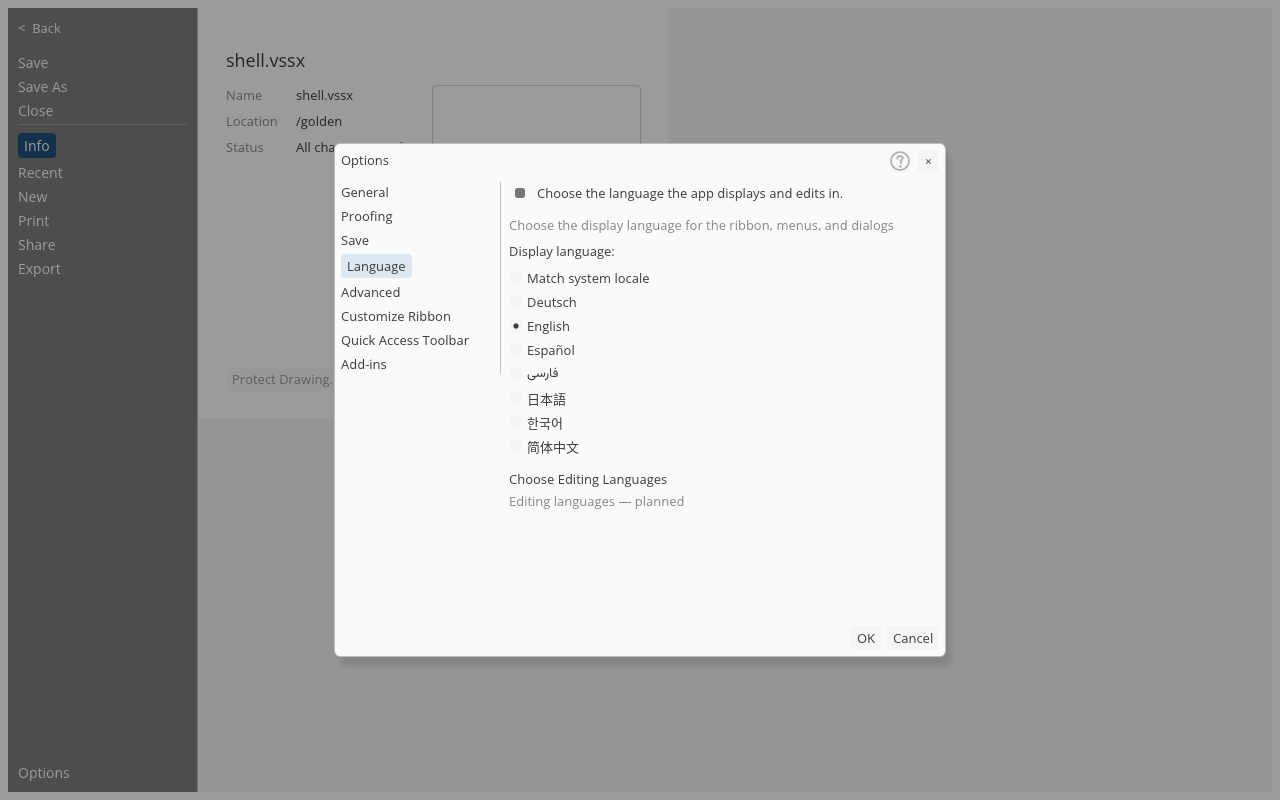 < Back
Save
Save As
Close
Info
Recent
New
Print
Share
Export
Options
shell.vssx
Name shell.vssx
Location /golden
Status All cha
Protect Drawing.
Options
?
×
General
Proofing
Save
Language
Advanced
Customize Ribbon
Quick Access Toolbar
Add-ins
Choose the language the app displays and edits in.
Choose the display language for the ribbon, menus, and dialogs
Display language:
Match system locale
Deutsch
English
Español
فارسی
日本語
한국어
简体中文
Choose Editing Languages
Editing languages — planned
OK Cancel